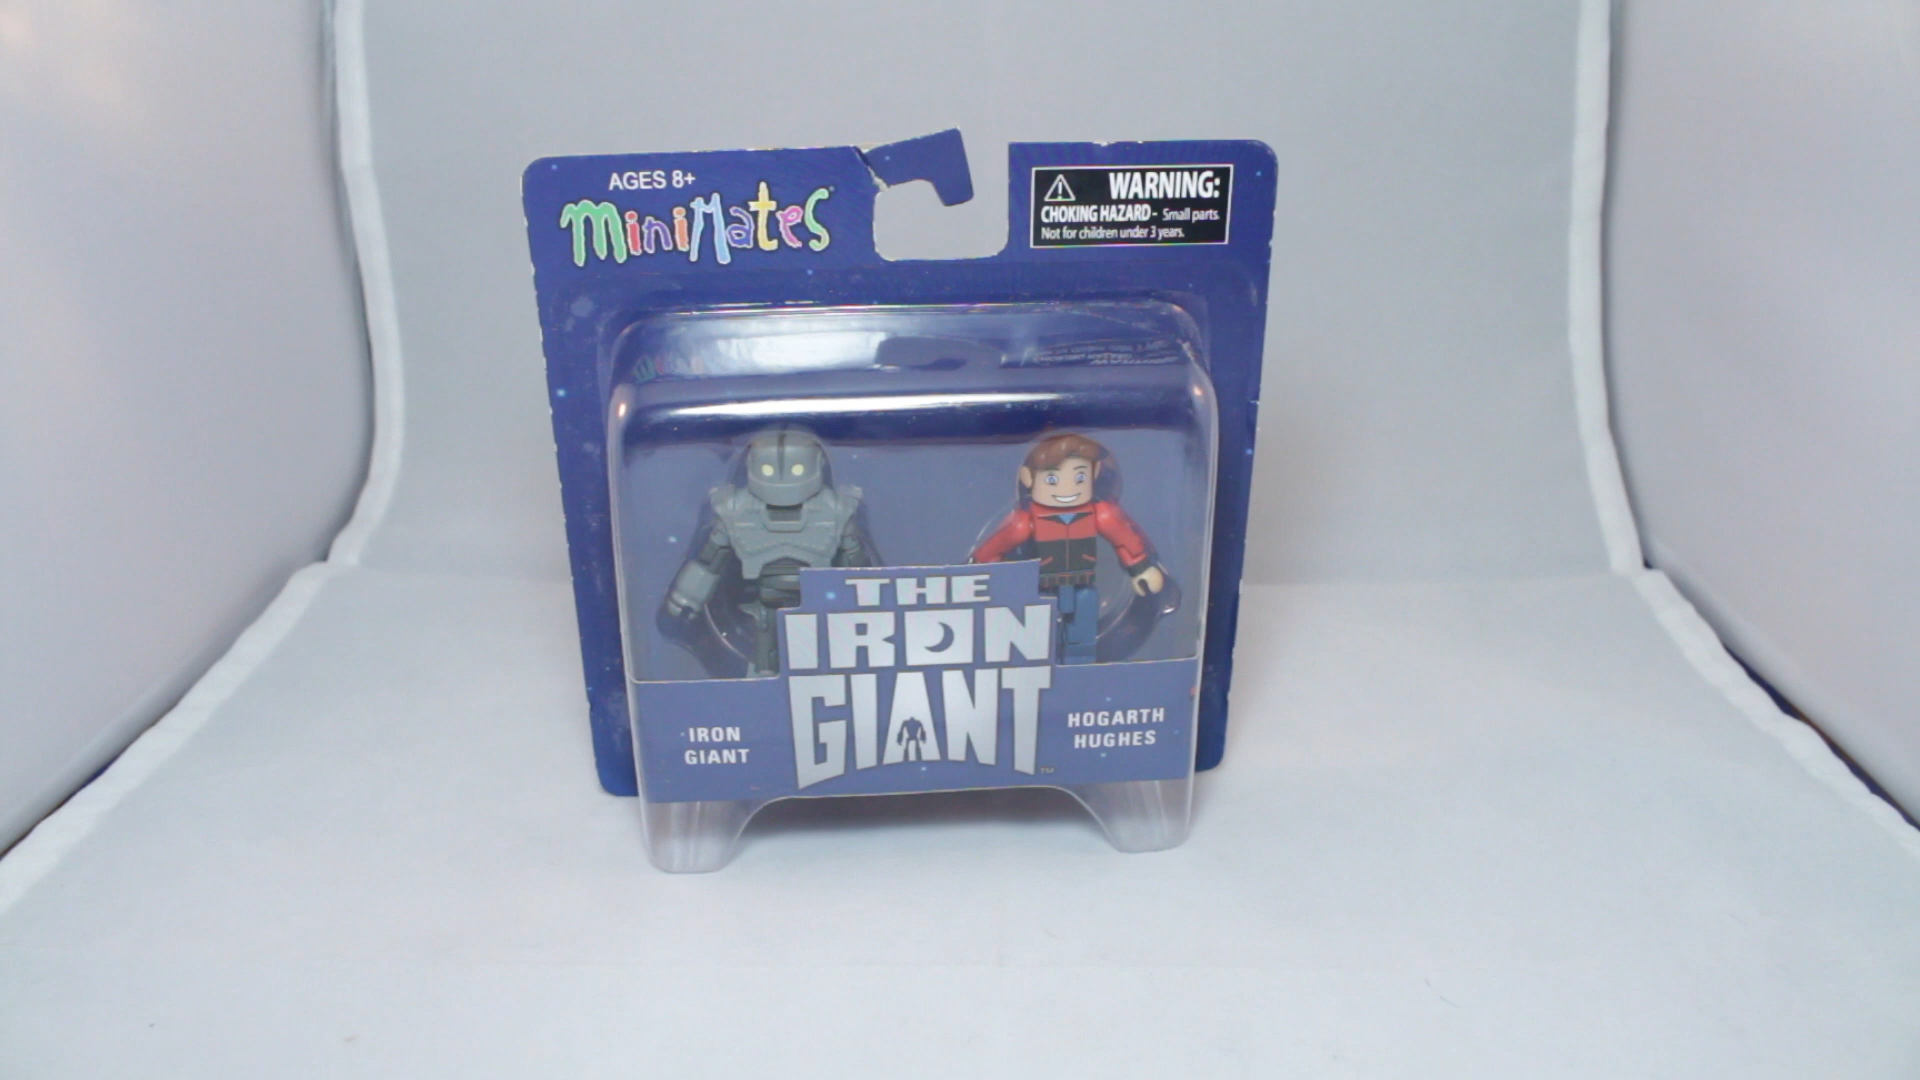 AGES 8+
MiniMates
WARNING:
CHOKING HAZARD - Small parts.
Not for children under 3 years.
THE
IRON
GIANT
TM
IRON
GIANT
HOGARTH
HUGHES